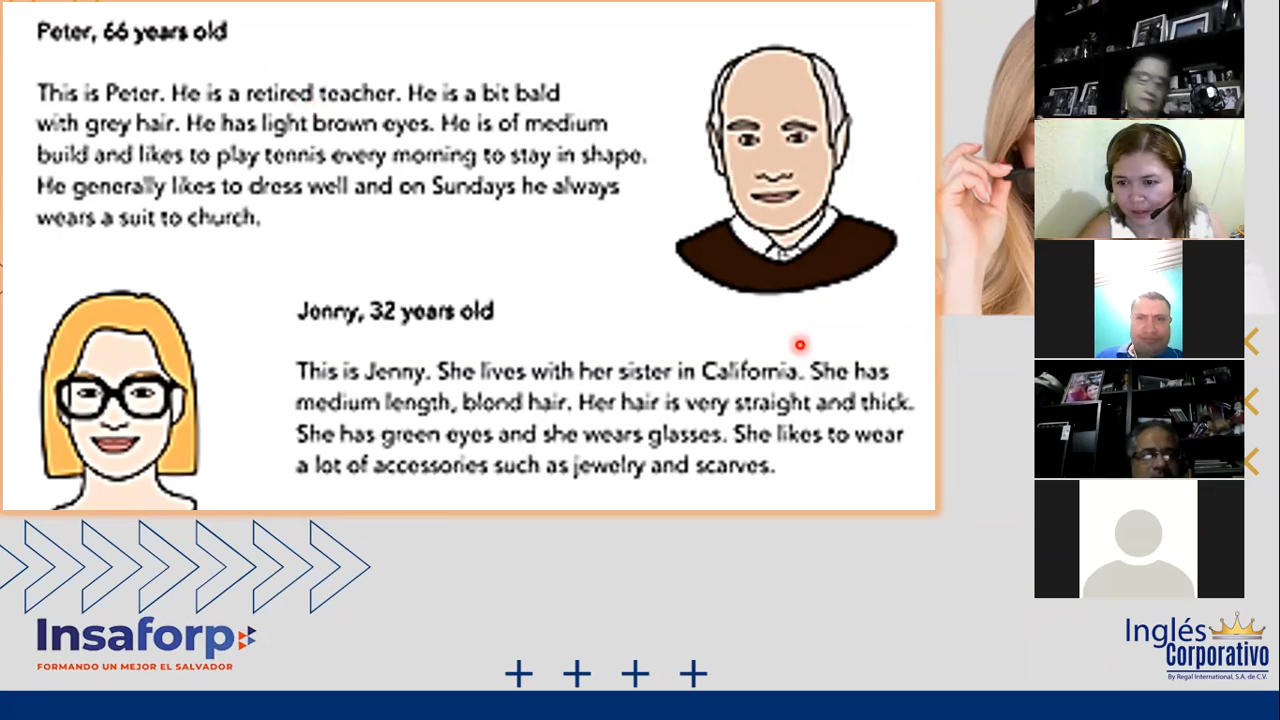 Peter, 66 years old
This is Peter. He is a retired teacher. He is a bit bald
with grey hair. He has light brown eyes. He is of medium
build and likes to play tennis every morning to stay in shape.
He generally likes to dress well and on Sundays he always
wears a suit to church.
Jenny, 32 years old
This is Jenny. She lives with her sister in California. She has
medium length, blond hair. Her hair is very straight and thick.
She has green eyes and she wears glasses. She likes to wear
a lot of accessories such as jewelry and scarves.
Insaforp
FORMANDO UN MEJOR EL SALVADOR
Inglés
Corporativo
By Regal International, S.A. de C.V.